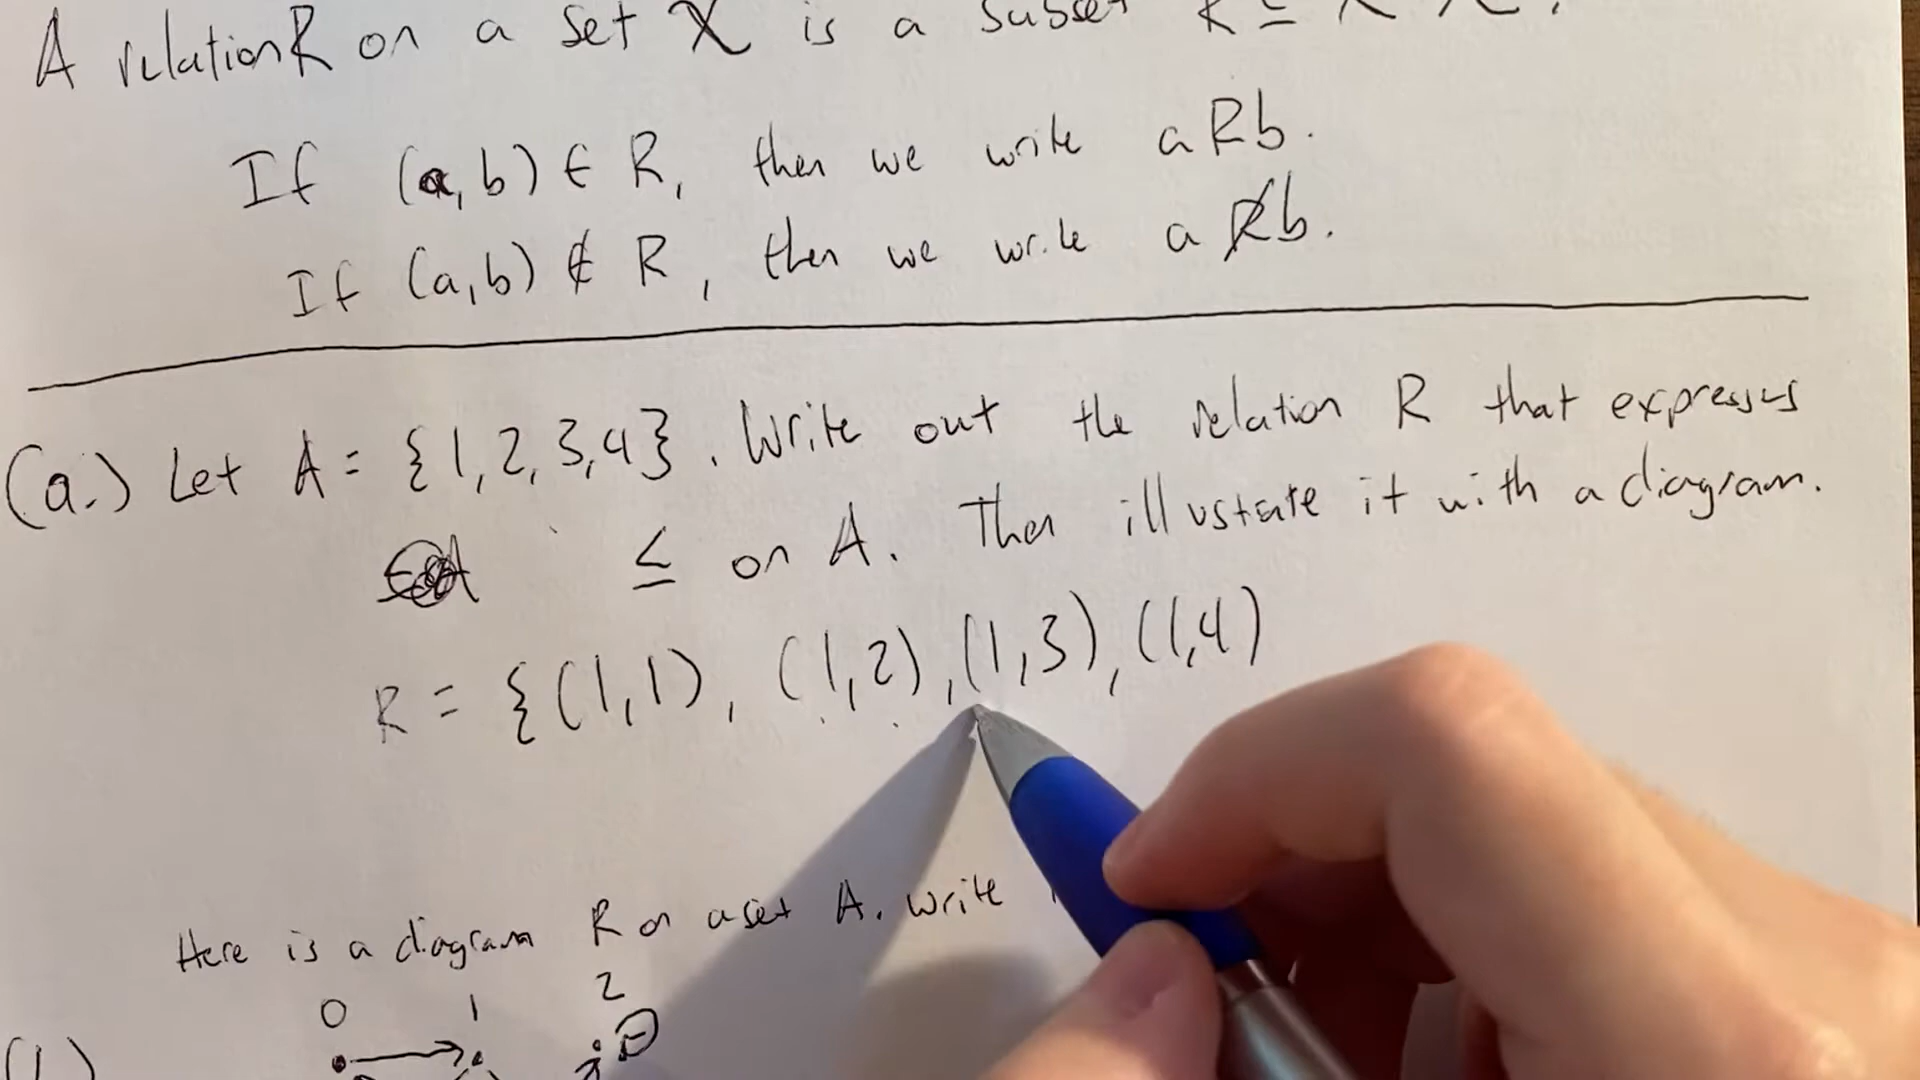 A relation R on a set X is a subset R ⊆ X × X.
If (a, b) ∈ R, then we write a R b.
If (a, b) ∉ R, then we write a R̸ b.
(a.) Let A = {1, 2, 3, 4}. Write out the relation R that expresses
≤ on A. Then illustate it with a diagram.
R = {(1,1), (1,2), (1,3), (1,4)
Here is a diagram R on a set A. write
0 1 2